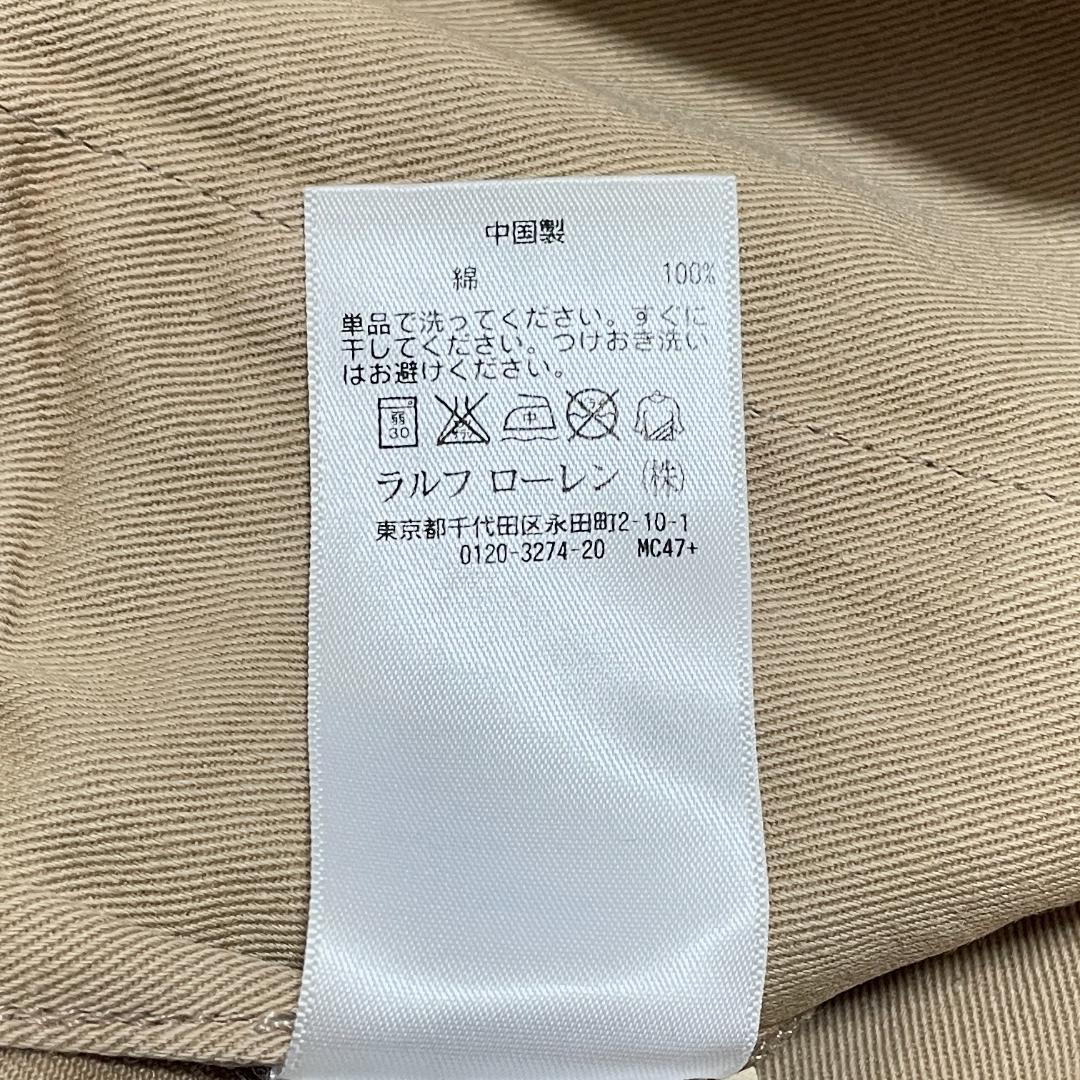 中国製
綿 100%
単品で洗ってください。すぐに
干してください。つけおき洗い
はお避けください。
弱 30 中
ラルフ ローレン (株)
東京都千代田区永田町2-10-1
0120-3274-20 MC47+